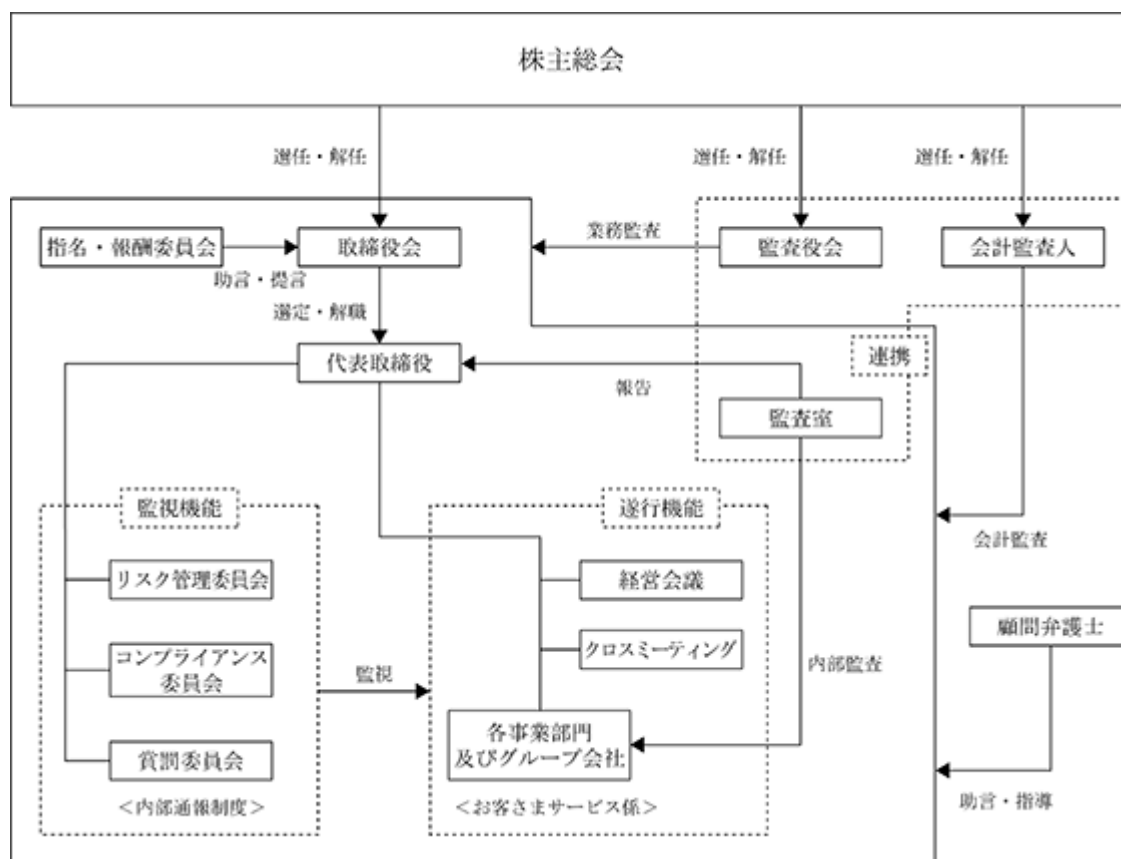 株主総会
選任・解任
選任・解任
選任・解任
指名・報酬委員会
取締役会
業務監査
監査役会
会計監査人
助言・提言
選定・解職
代表取締役
連携
報告
監査室
監視機能
遂行機能
会計監査
リスク管理委員会
経営会議
顧問弁護士
コンプライアンス
委員会
クロスミーティング
内部監査
監視
各事業部門
及びグループ会社
賞罰委員会
助言・指導
＜内部通報制度＞
＜お客さまサービス係＞